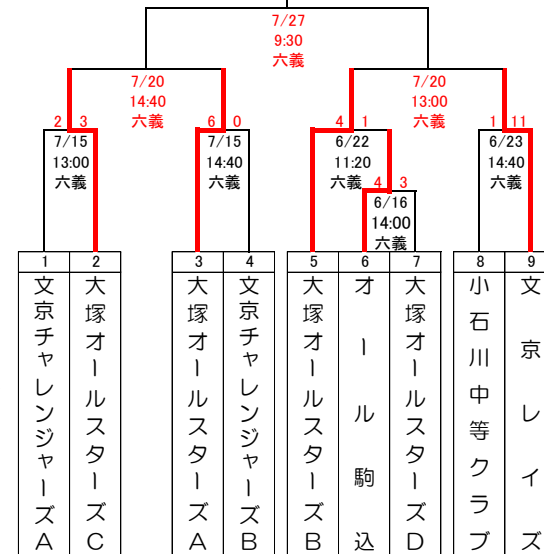 7/27
9:30
六義
7/20
14:40
六義
7/20
13:00
六義
2 3
7/15
13:00
六義
6 0
7/15
14:40
六義
4 1
6/22
11:20
六義
1 11
6/23
14:40
六義
4 3
6/16
14:00
六義
1 2 3 4 5 6 7 8 9
文京チャレンジャーズA
大塚オールスターズC
大塚オールスターズA
文京チャレンジャーズB
大塚オールスターズB
オール駒込
大塚オールスターズD
小石川中等クラブ
文京レイズ